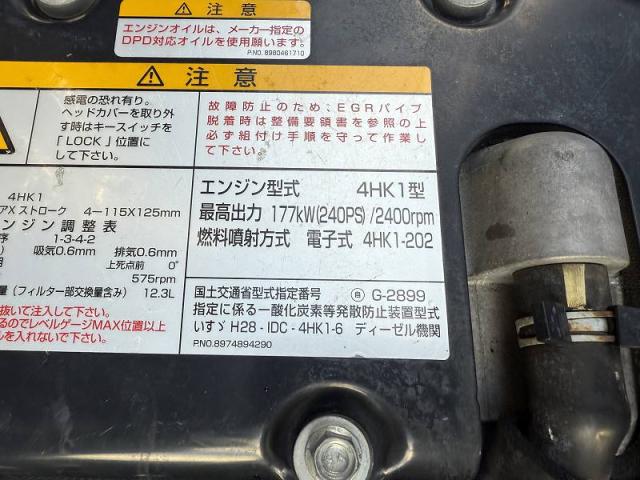 注意
エンジンオイルは、メーカー指定の
DPD対応オイルを使用願います。
P.NO. 8980461710
注意
感電の恐れ有り。
ヘッドカバーを取り外
す時はキースイッチを
「LOCK」位置に
して下さい。
故障防止のため、EGRパイプ
脱着時は整備要領書を参照の上
必ず組付け手順を守って作業し
て下さい。
4HK1
アXストローク 4-115X125mm
ンジン調整表
序 1-3-4-2
吸気0.6mm 排気0.6mm
上死点前 0°
575rpm
量(フィルター部交換量含み) 12.3L
抜いて注入して下さい。
るのでレベルゲージMAX位置以上
を入れないで下さい。
エンジン型式 4HK1型
最高出力 177kW(240PS)/2400rpm
燃料噴射方式 電子式 4HK1-202
国土交通省型式指定番号 自 G-2899
指定に係る一酸化炭素等発散防止装置型式
いすゞ H28-IDC-4HK1-6 ディーゼル機関
P.NO.8974894290